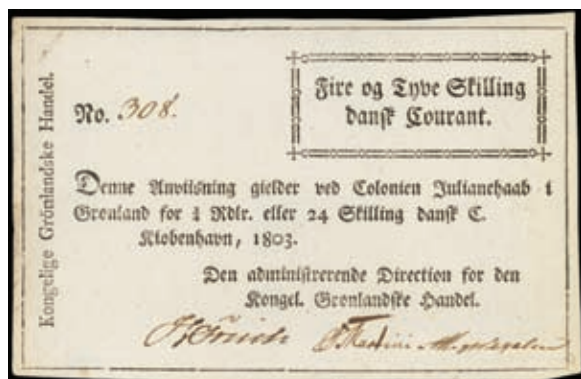 Kongelige Grönlandske Handel.
No. 308.
Fire og Tyve Skilling
dansk Courant.
Denne Anviisning gielder ved Colonien Julianehaab i
Grønland for ¼ Rdlr. eller 24 Skilling dansk C.
Kiøbenhavn, 1803.
Den administrerende Direction for den
Kongel. Grønlandske Handel.